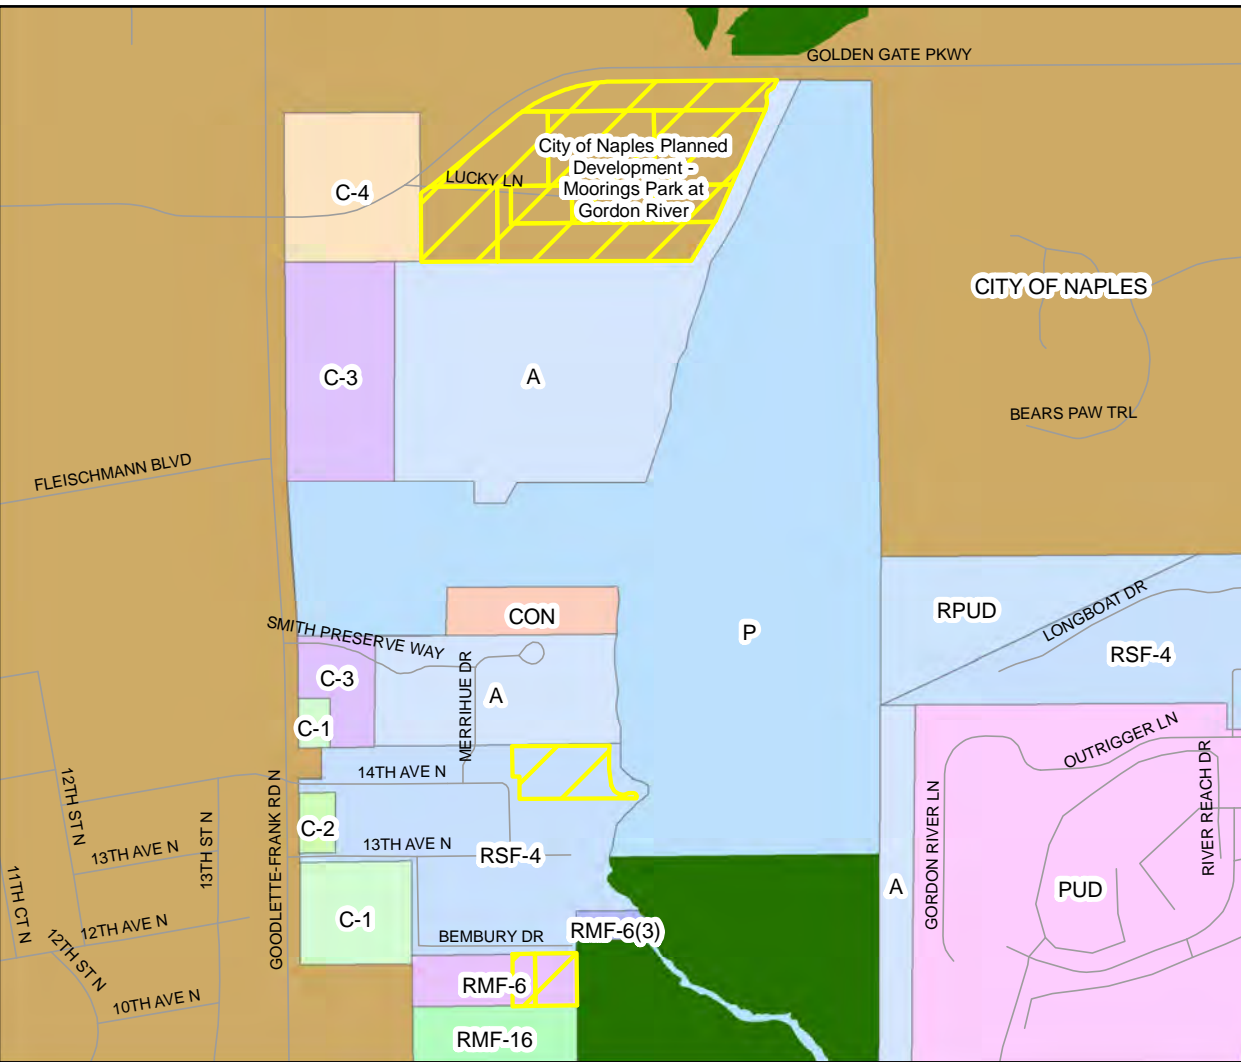 GOLDEN GATE PKWY
City of Naples Planned
Development -
Moorings Park at
Gordon River
LUCKY LN
C-4
CITY OF NAPLES
C-3
A
BEARS PAW TRL
FLEISCHMANN BLVD
CON
RPUD
LONGBOAT DR
P
SMITH PRESERVE WAY
RSF-4
C-3
MERRIHUE DR
A
C-1
OUTRIGGER LN
RIVER REACH DR
14TH AVE N
12TH ST N
GOODLETTE-FRANK RD N
13TH ST N
C-2
GORDON RIVER LN
13TH AVE N
13TH AVE N
RSF-4
11TH CT N
A
PUD
C-1
12TH AVE N
RMF-6(3)
BEMBURY DR
12TH ST N
RMF-6
10TH AVE N
RMF-16